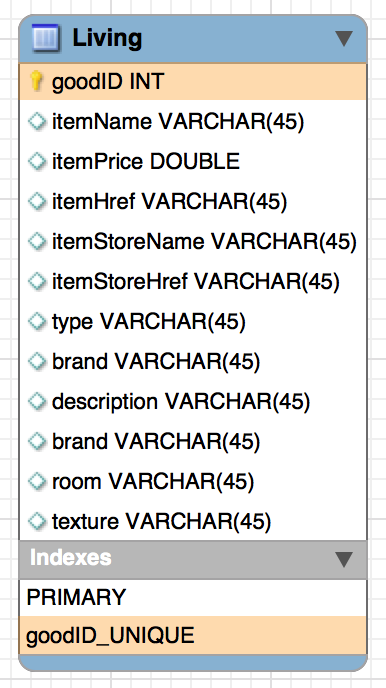 Living
goodID INT
itemName VARCHAR(45)
itemPrice DOUBLE
itemHref VARCHAR(45)
itemStoreName VARCHAR(45)
itemStoreHref VARCHAR(45)
type VARCHAR(45)
brand VARCHAR(45)
description VARCHAR(45)
brand VARCHAR(45)
room VARCHAR(45)
texture VARCHAR(45)
Indexes
PRIMARY
goodID_UNIQUE